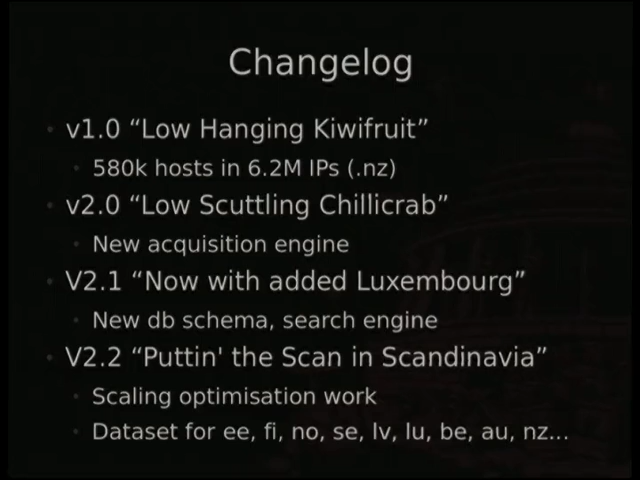 Changelog
v1.0 “Low Hanging Kiwifruit”
580k hosts in 6.2M IPs (.nz)
v2.0 “Low Scuttling Chillicrab”
New acquisition engine
V2.1 “Now with added Luxembourg”
New db schema, search engine
V2.2 “Puttin' the Scan in Scandinavia”
Scaling optimisation work
Dataset for ee, fi, no, se, lv, lu, be, au, nz...